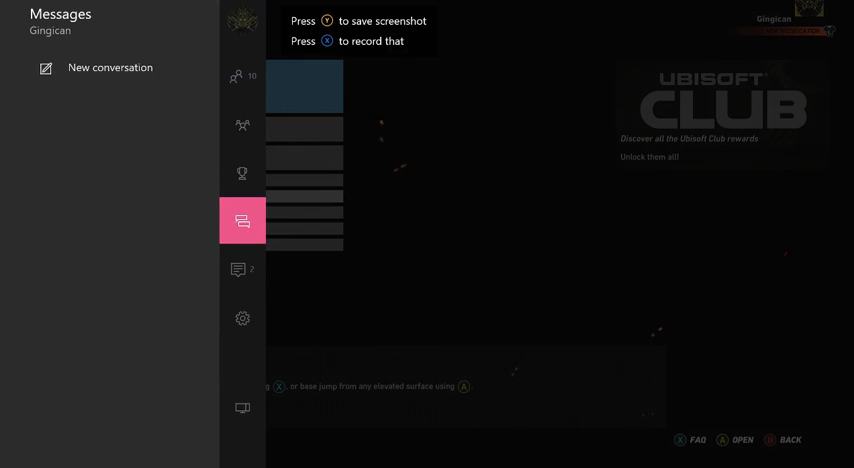 Messages
Gingican
New conversation
10
2
Press Y to save screenshot
Press X to record that
Gingican
UBISOFT
CLUB
Discover all the Ubisoft Club rewards
Unlock them all!
g X, or base jump from any elevated surface using A.
X FAQ A OPEN B BACK